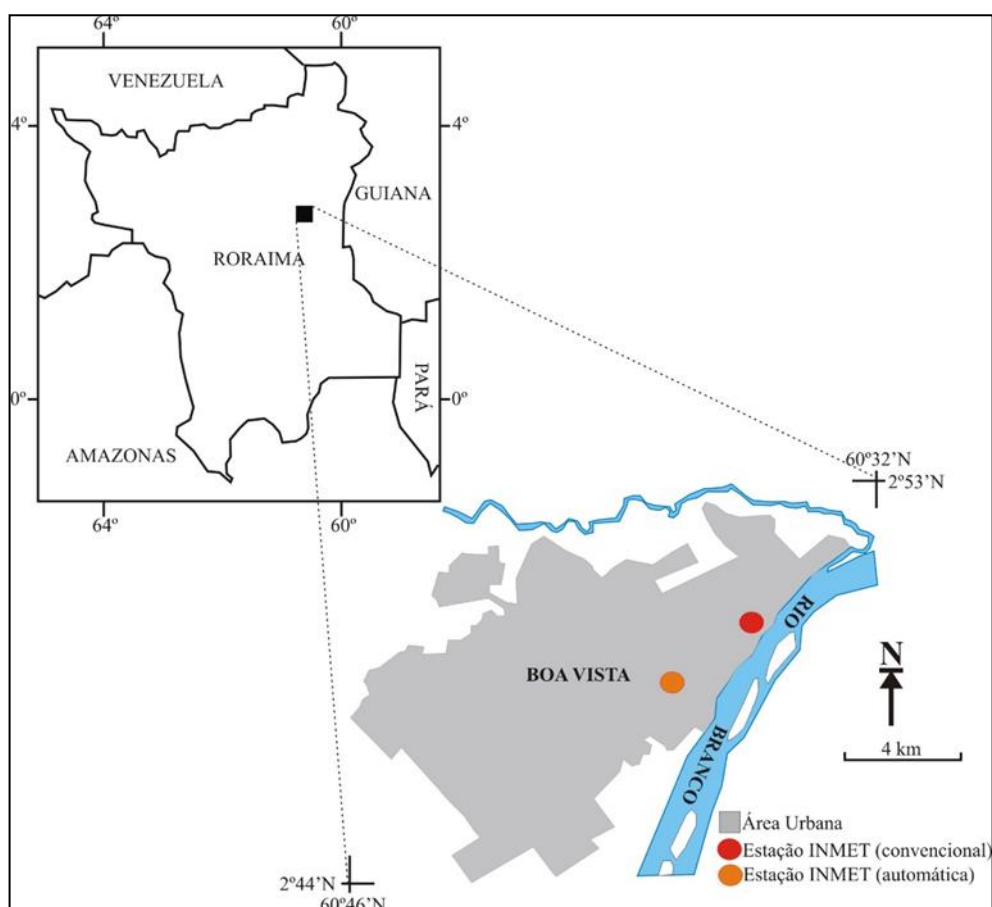 64º 60º
VENEZUELA
4º 4º
GUIANA
RORAIMA
PARÁ
0º 0º
AMAZONAS
64º 60º
60º32’N
2º53’N
RIO
BOA VISTA
N
BRANCO
4 km
Área Urbana
Estação INMET (convencional)
Estação INMET (automática)
2º44’N
60º46’N